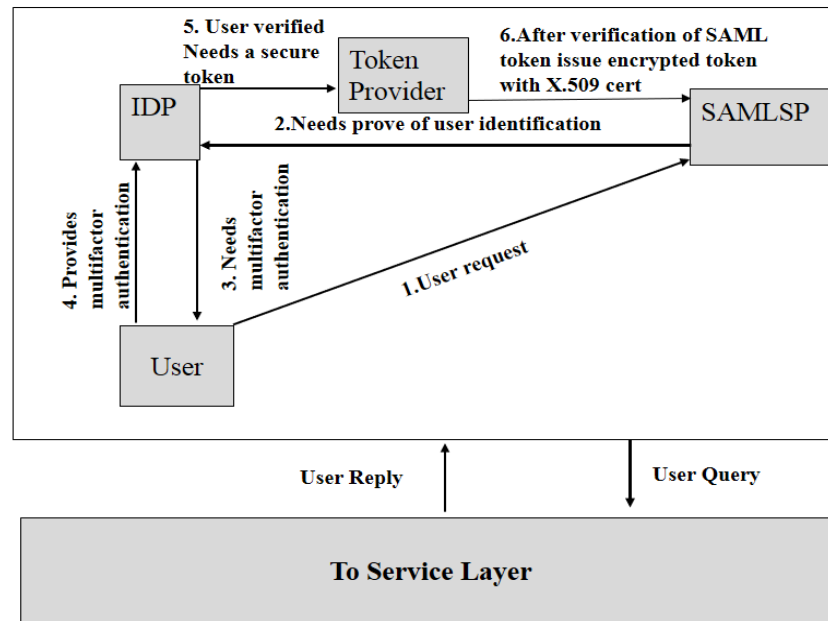 5. User verified
Needs a secure
token
6.After verification of SAML
token issue encrypted token
with X.509 cert
Token
Provider
IDP
SAMLSP
2.Needs prove of user identification
4. Provides
multifactor
authentication
3. Needs
multifactor
authentication
1.User request
User
User Reply
User Query
To Service Layer